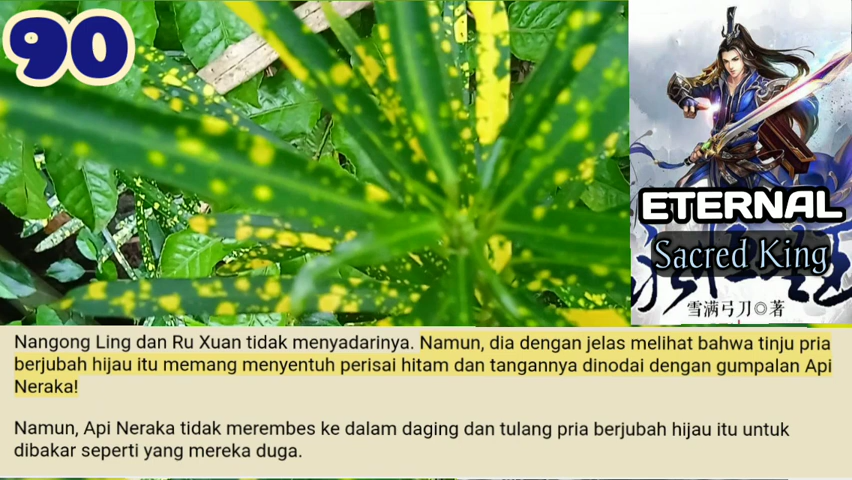 90
ETERNAL
Sacred King
雪满弓刀◎著
Nangong Ling dan Ru Xuan tidak menyadarinya. Namun, dia dengan jelas melihat bahwa tinju pria
berjubah hijau itu memang menyentuh perisai hitam dan tangannya dinodai dengan gumpalan Api
Neraka!
Namun, Api Neraka tidak merembes ke dalam daging dan tulang pria berjubah hijau itu untuk
dibakar seperti yang mereka duga.